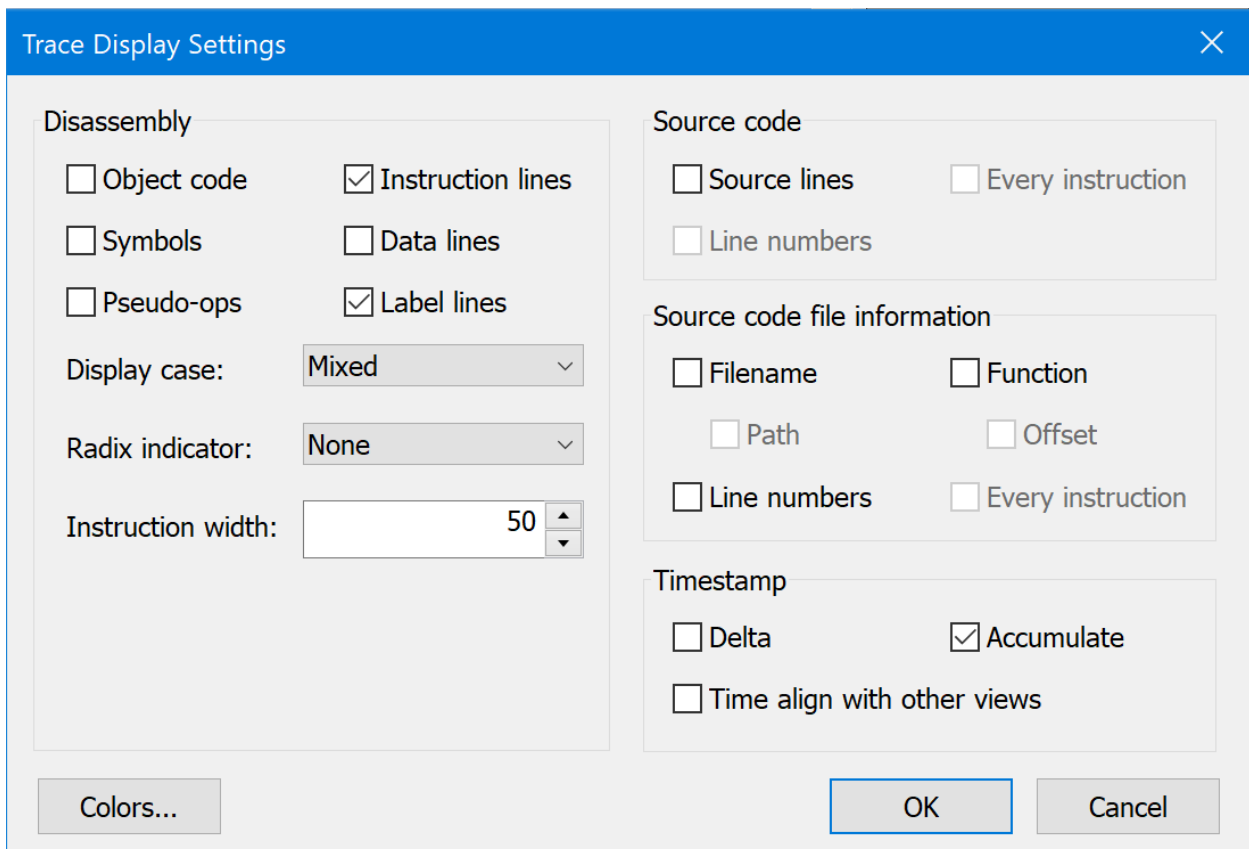 Trace Display Settings
Disassembly
Object code
Instruction lines
Symbols
Data lines
Pseudo-ops
Label lines
Display case:
Mixed
Radix indicator:
None
Instruction width:
50
Source code
Source lines
Every instruction
Line numbers
Source code file information
Filename
Function
Path
Offset
Line numbers
Every instruction
Timestamp
Delta
Accumulate
Time align with other views
Colors...
OK
Cancel